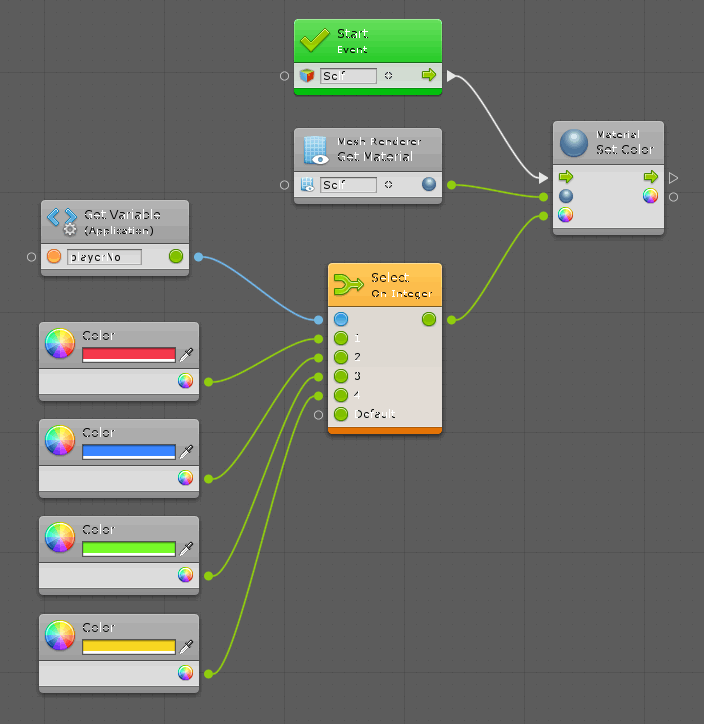 Start
Event
Self
Mesh Renderer
Get Material
Self
Material
Set Color
Get Variable
(Application)
playerNo
Select
On Integer
1
2
3
4
Default
Color
Color
Color
Color